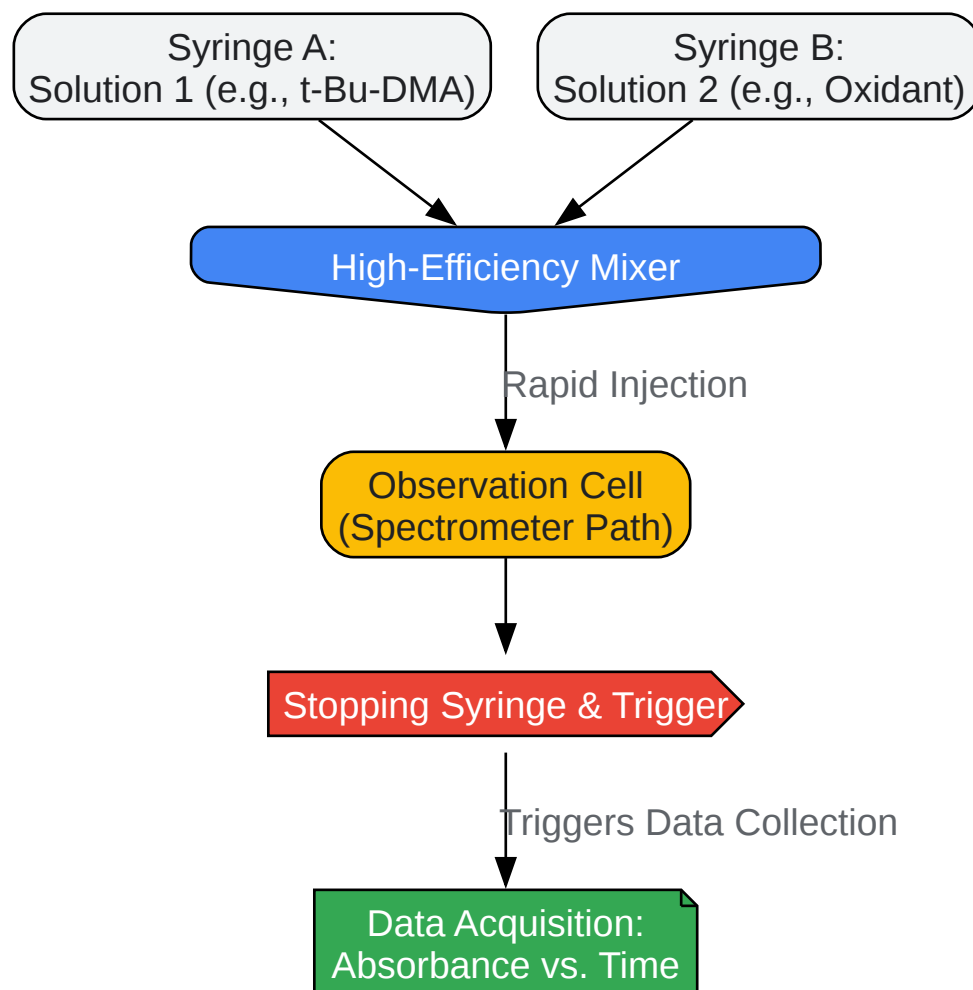 Syringe A:
Solution 1 (e.g., t-Bu-DMA)
Syringe B:
Solution 2 (e.g., Oxidant)
High-Efficiency Mixer
Rapid Injection
Observation Cell
(Spectrometer Path)
Stopping Syringe & Trigger
Triggers Data Collection
Data Acquisition:
Absorbance vs. Time